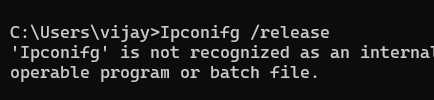 C:\Users\vijay>Ipconifg /release
'Ipconifg' is not recognized as an internal
operable program or batch file.